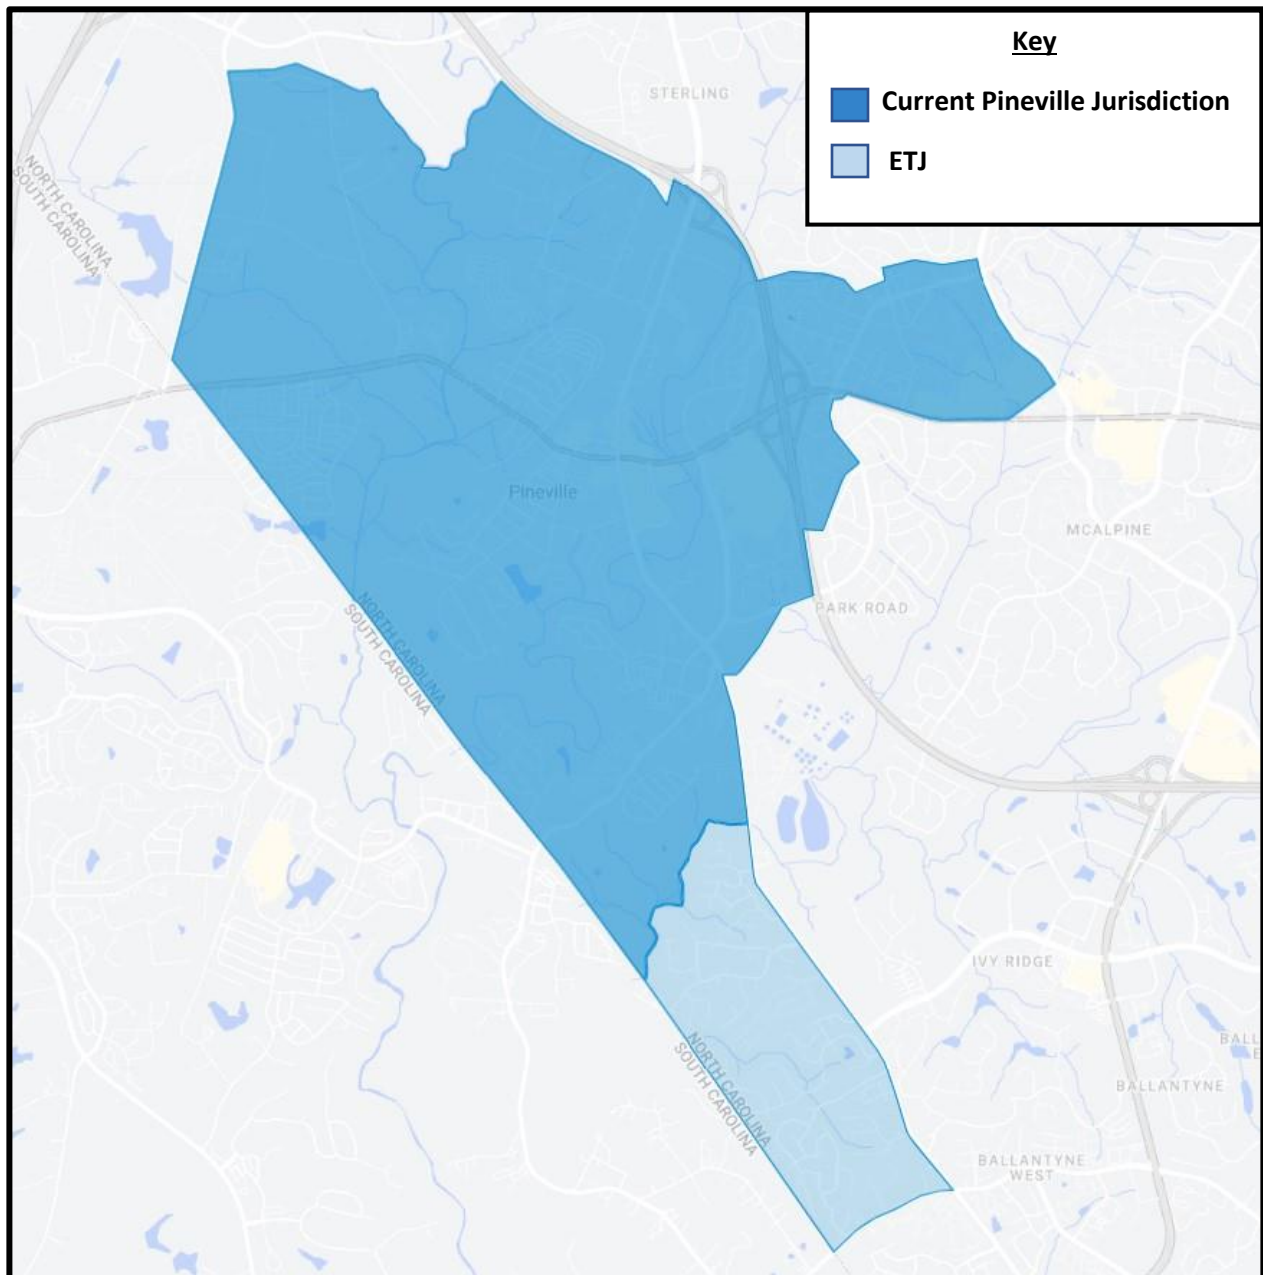 Key
Current Pineville Jurisdiction
ETJ
STERLING
NORTH CAROLINA
SOUTH CAROLINA
Pineville
MCALPINE
PARK ROAD
NORTH CAROLINA
SOUTH CAROLINA
IVY RIDGE
NORTH CAROLINA
SOUTH CAROLINA
BALL
E
BALLANTYNE
BALLANTYNE
WEST